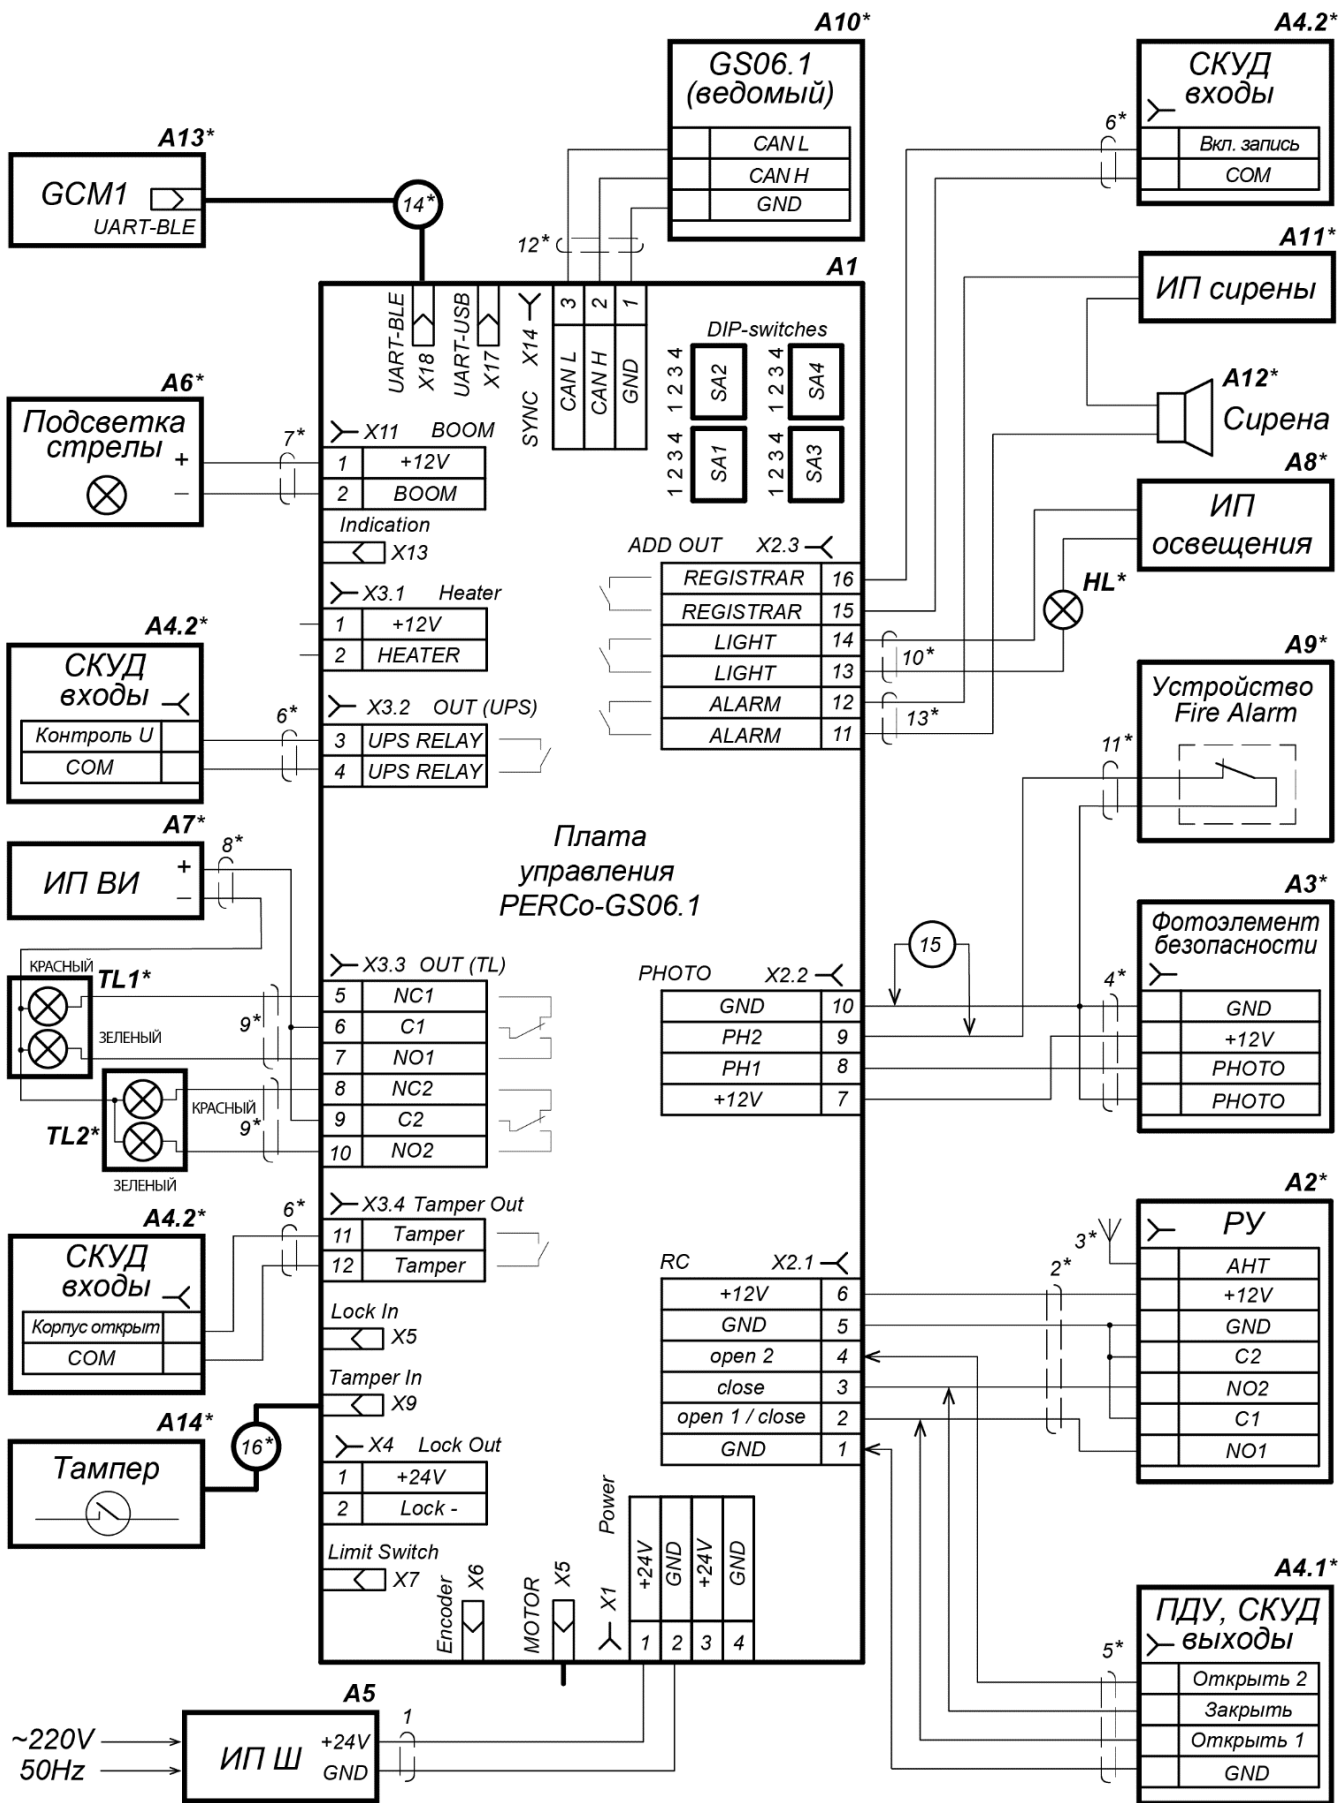 A10*
GS06.1
(ведомый)
CAN L
CAN H
GND
12*
A4.2*
СКУД
входы
6*
Вкл. запись
COM
A13*
GCM1
UART-BLE
14*
A11*
ИП сирены
A12*
Сирена
A8*
ИП
освещения
HL*
A9*
Устройство
Fire Alarm
11*
A3*
Фотоэлемент
безопасности
4*
GND
+12V
PHOTO
PHOTO
A2*
РУ
3*
2*
АНТ
+12V
GND
C2
NO2
C1
NO1
A4.1*
ПДУ, СКУД
выходы
5*
Открыть 2
Закрыть
Открыть 1
GND
A1
UART-BLE
X18
UART-USB
X17
SYNC X14
3 2 1
CAN L
CAN H
GND
DIP-switches
1 2 3 4 SA2
1 2 3 4 SA4
1 2 3 4 SA1
1 2 3 4 SA3
A6*
Подсветка
стрелы
+
–
7*
X11 BOOM
1 +12V
2 BOOM
Indication
X13
X3.1 Heater
1 +12V
2 HEATER
A4.2*
СКУД
входы
Контроль U
COM
6*
X3.2 OUT (UPS)
3 UPS RELAY
4 UPS RELAY
ADD OUT X2.3
REGISTRAR 16
REGISTRAR 15
LIGHT 14
LIGHT 13
ALARM 12
ALARM 11
10*
13*
Плата
управления
PERCo-GS06.1
A7*
ИП ВИ
+
–
8*
КРАСНЫЙ
TL1*
ЗЕЛЕНЫЙ
9*
КРАСНЫЙ
9*
TL2*
ЗЕЛЕНЫЙ
X3.3 OUT (TL)
5 NC1
6 C1
7 NO1
8 NC2
9 C2
10 NO2
15
PHOTO X2.2
GND 10
PH2 9
PH1 8
+12V 7
A4.2*
СКУД
входы
Корпус открыт
COM
6*
X3.4 Tamper Out
11 Tamper
12 Tamper
Lock In
X5
Tamper In
X9
A14*
Тампер
16*
X4 Lock Out
1 +24V
2 Lock -
Limit Switch
X7
RC X2.1
+12V 6
GND 5
open 2 4
close 3
open 1 / close 2
GND 1
Encoder
X6
MOTOR
X5
X1 Power
+24V
GND
+24V
GND
1 2 3 4
A5
~220V
50Hz
ИП Ш
+24V
GND
1